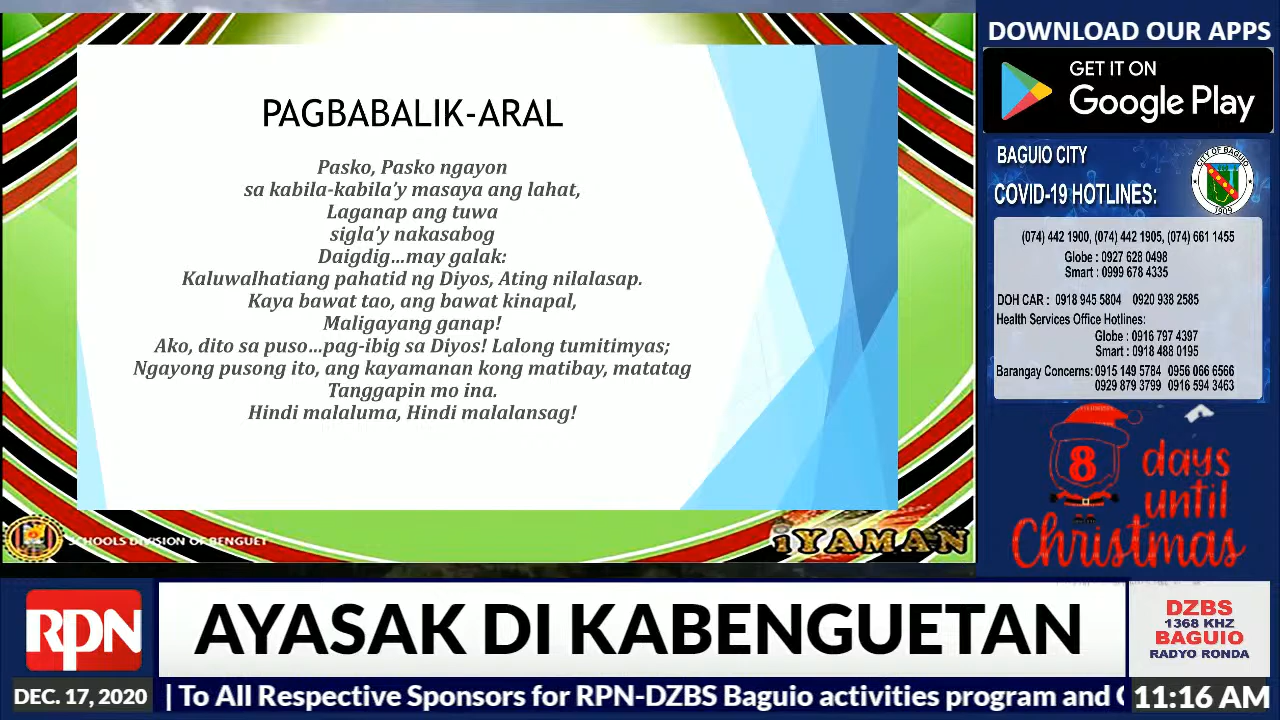 PAGBABALIK-ARAL
Pasko, Pasko ngayon
sa kabila-kabila'y masaya ang lahat,
Laganap ang tuwa
sigla'y nakasabog
Daigdig...may galak:
Kaluwalhatiang pahatid ng Diyos, Ating nilalasap.
Kaya bawat tao, ang bawat kinapal,
Maligayang ganap!
Ako, dito sa puso...pag-ibig sa Diyos! Lalong tumitimyas;
Ngayong pusong ito, ang kayamanan kong matibay, matatag
Tanggapin mo ina.
Hindi malaluma, Hindi malalansag!
SCHOOLS DIVISION OF BENGUET
iYAMAN
DOWNLOAD OUR APPS
GET IT ON
Google Play
BAGUIO CITY
COVID-19 HOTLINES:
CITY OF BAGUIO
1909
(074) 442 1900, (074) 442 1905, (074) 661 1455
Globe : 0927 628 0498
Smart : 0999 678 4335
DOH CAR : 0918 945 5804 0920 938 2585
Health Services Office Hotlines:
Globe : 0916 797 4397
Smart : 0918 488 0195
Barangay Concerns: 0915 149 5784 0956 066 6566
0929 879 3799 0916 594 3463
8 days
until
Christmas
RPN
AYASAK DI KABENGUETAN
DZBS
1368 KHZ
BAGUIO
RADYO RONDA
DEC. 17, 2020 | To All Respective Sponsors for RPN-DZBS Baguio activities program and 11:16 AM